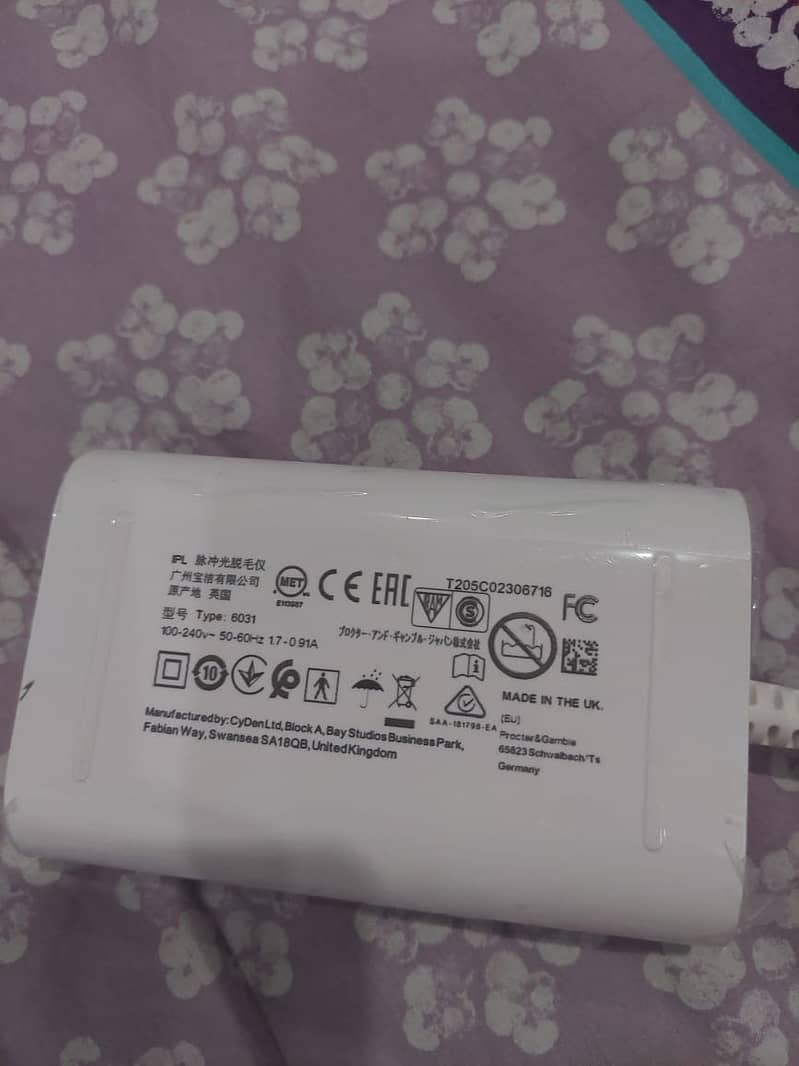 IPL 脉冲光脱毛仪
广州宝洁有限公司
原产地 英国
型号 Type: 6031
100-240v~ 50-60Hz 1.7-0.91A
MET
E113987
CE
EAC
T205C02306716
S
FC
プロクター・アンド・ギャンブル・ジャパン株式会社
10
SAA-181798-EA
MADE IN THE UK.
(EU)
Procter&Gamble
65823 Schwalbach/Ts
Germany
Manufactured by: CyDen Ltd, Block A, Bay Studios Business Park,
Fabian Way, Swansea SA18QB, United Kingdom